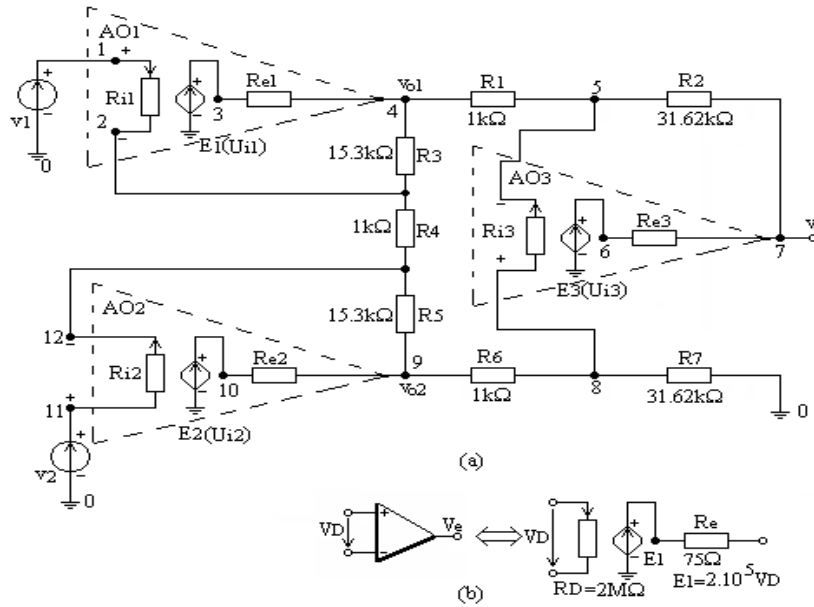 AO1
1
+
Ri1
v1
+
−
0
2
−
+
−
3
Re1
E1(Ui1)
4
vo1
R1
1kΩ
5
R2
31.62kΩ
15.3kΩ
R3
1kΩ
R4
15.3kΩ
R5
AO3
−
Ri3
+
+
−
6
Re3
E3(Ui3)
7
v
AO2
12
−
Ri2
+
11
+
−
v2
0
+
−
10
Re2
E2(Ui2)
9
vo2
R6
1kΩ
8
R7
31.62kΩ
0
(a)
VD
+
−
Ve
VD
RD=2MΩ
+
−
E1
Re
75Ω
E1=2.10^5VD
(b)